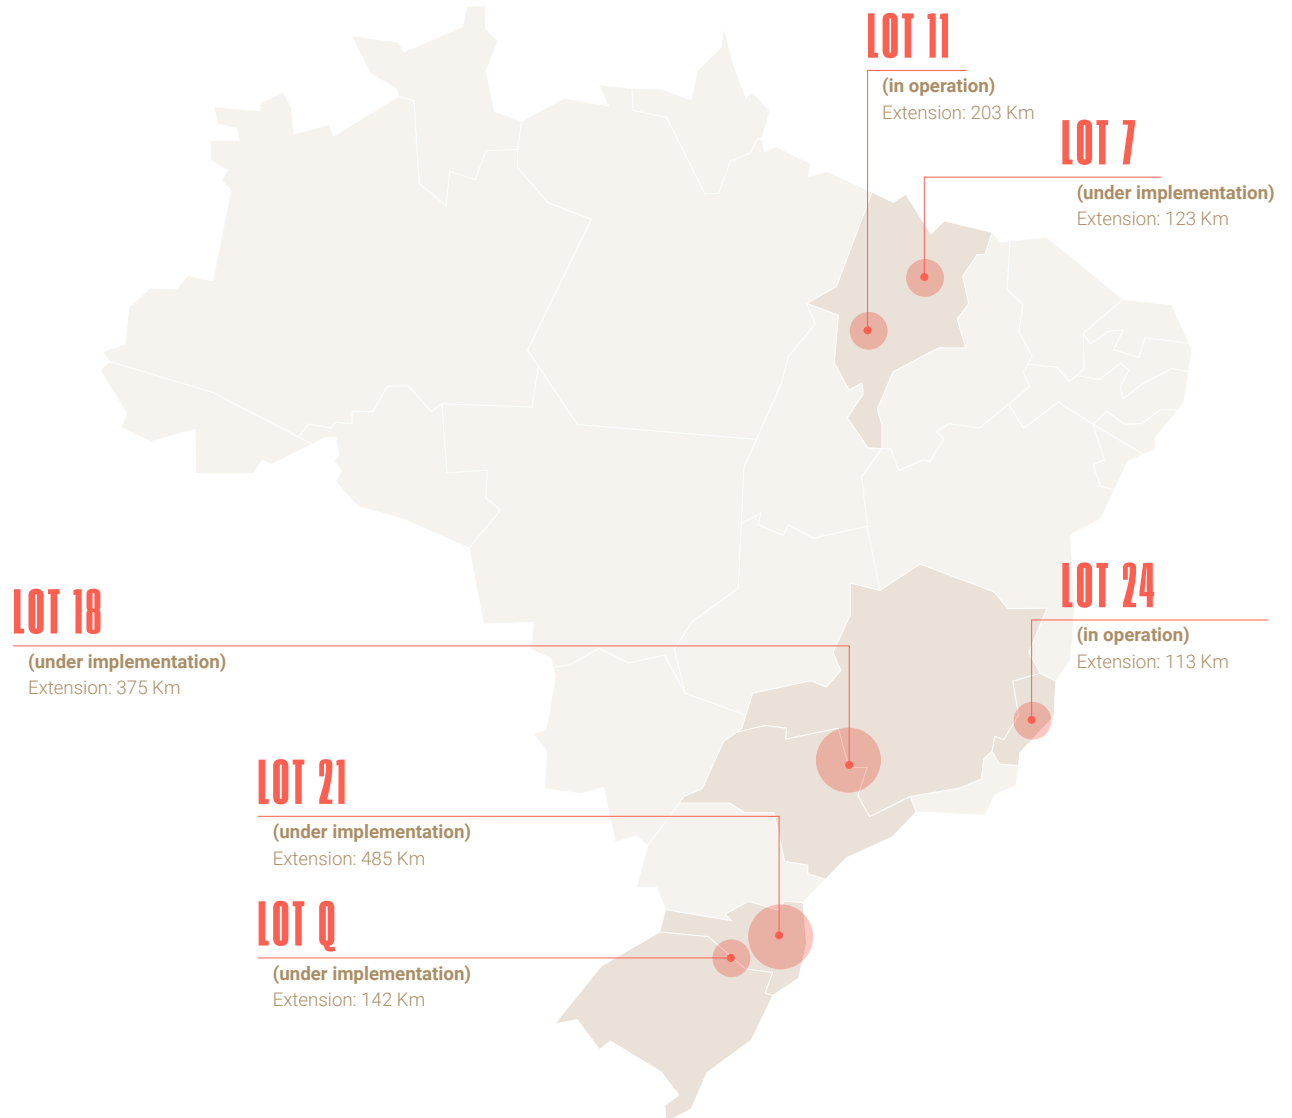 LOT 11
(in operation)
Extension: 203 Km
LOT 7
(under implementation)
Extension: 123 Km
LOT 24
(in operation)
Extension: 113 Km
LOT 18
(under implementation)
Extension: 375 Km
LOT 21
(under implementation)
Extension: 485 Km
LOT Q
(under implementation)
Extension: 142 Km